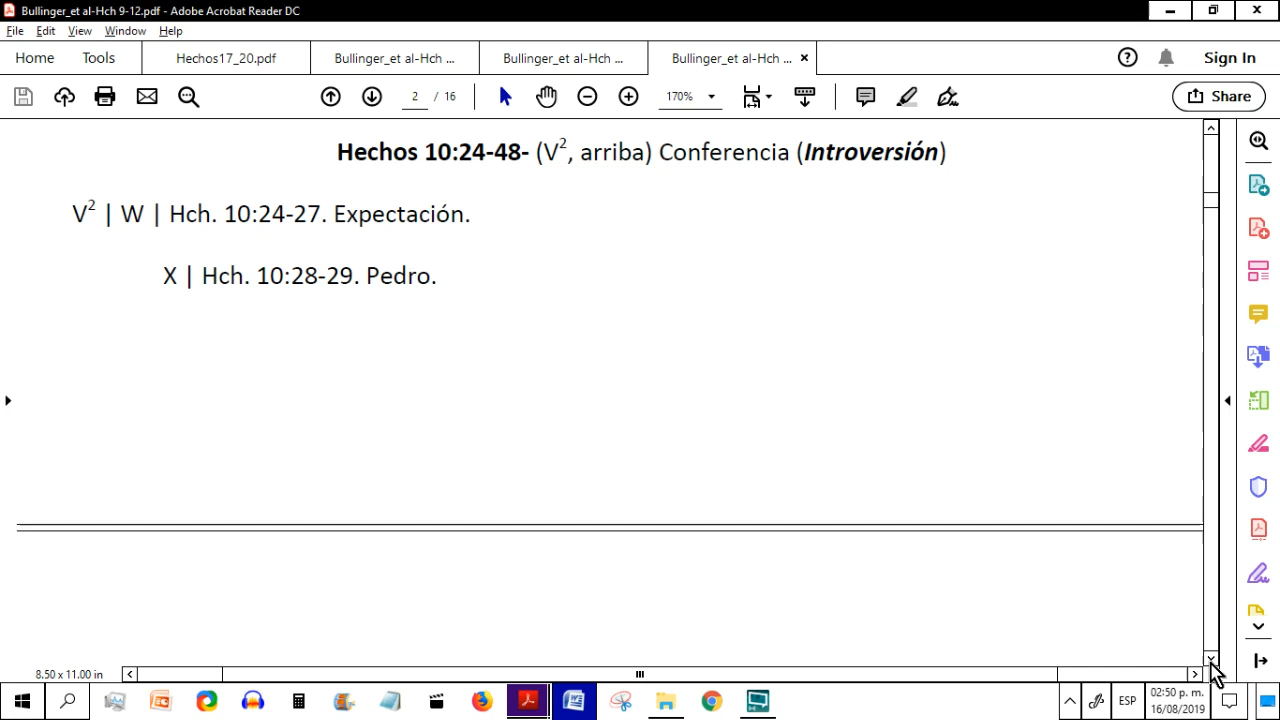 Bullinger_et al-Hch 9-12.pdf - Adobe Acrobat Reader DC
File Edit View Window Help
Home Tools Hechos17_20.pdf Bullinger_et al-Hch ... Bullinger_et al-Hch ... Bullinger_et al-Hch ... × Sign In
2 / 16 170% Share
Hechos 10:24-48- (V², arriba) Conferencia (Introversión)
V² | W | Hch. 10:24-27. Expectación.
X | Hch. 10:28-29. Pedro.
8.50 x 11.00 in
ESP 02:50 p. m.
16/08/2019